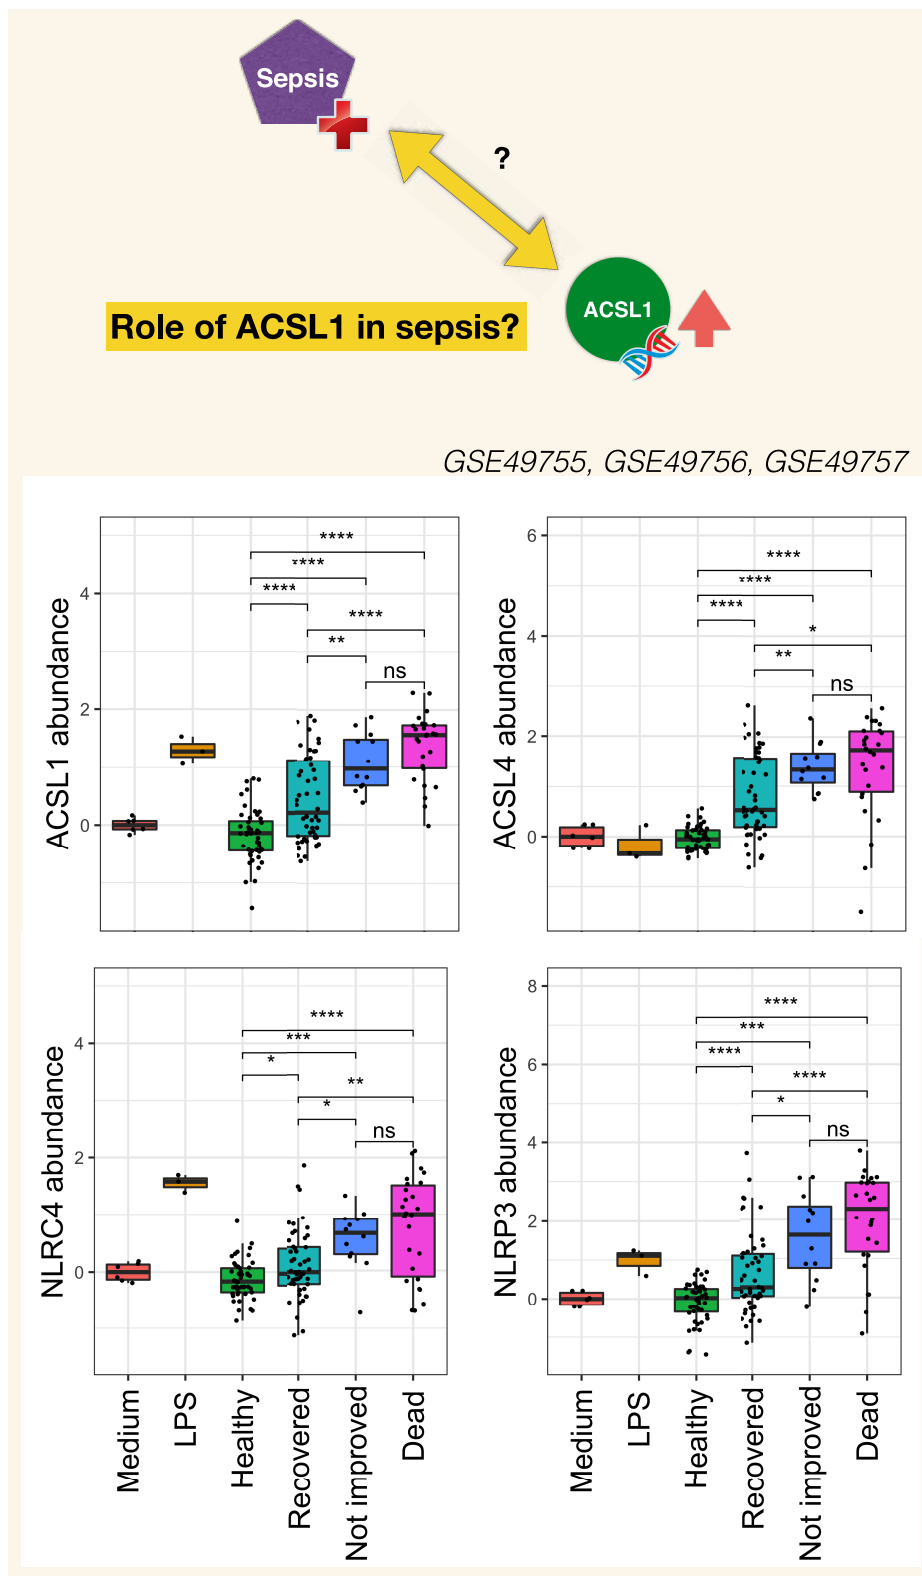 Sepsis
?
ACSL1
Role of ACSL1 in sepsis?
GSE49755, GSE49756, GSE49757
ACSL1 abundance
4
2
0
****
****
****
****
**
ns
ACSL4 abundance
6
4
2
0
****
****
****
*
**
ns
NLRC4 abundance
4
2
0
****
***
*
**
*
ns
Medium
LPS
Healthy
Recovered
Not improved
Dead
NLRP3 abundance
8
6
4
2
0
****
***
****
****
*
ns
Medium
LPS
Healthy
Recovered
Not improved
Dead